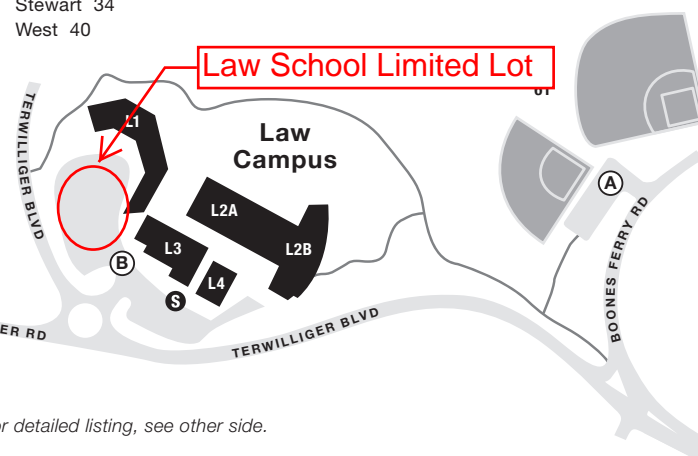 Stewart 34
West 40
Law School Limited Lot
TERWILLIGER BLVD
L1
Law
Campus
A
L2A
L2B
L3
L4
B
S
BOONES FERRY RD
ER RD
TERWILLIGER BLVD
r detailed listing, see other side.